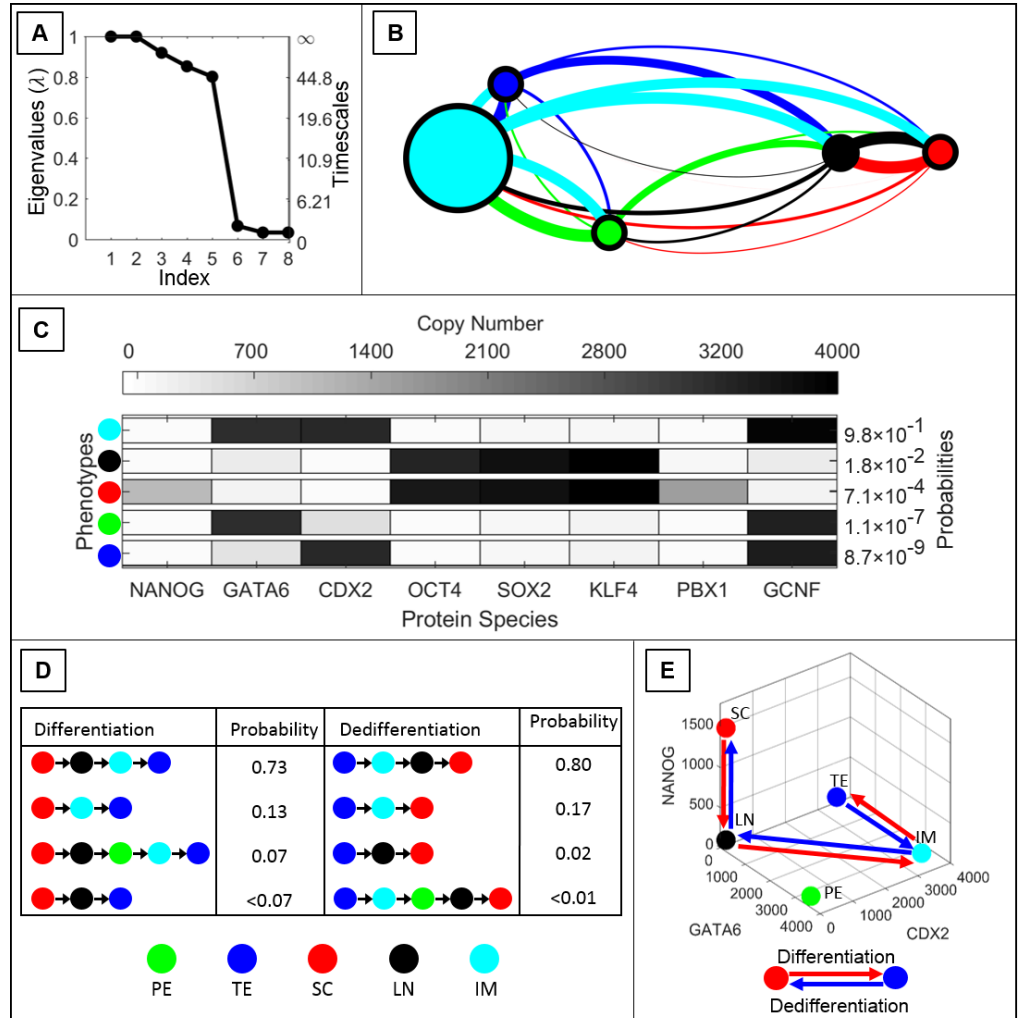 A
Eigenvalues (λ)
1
0.8
0.6
0.4
0.2
0
∞
44.8
19.6
10.9
6.21
0
Timescales
1 2 3 4 5 6 7 8
Index
B
C
Copy Number
0 700 1400 2100 2800 3200 4000
Phenotypes
9.8×10⁻¹
1.8×10⁻²
7.1×10⁻⁴
1.1×10⁻⁷
8.7×10⁻⁹
Probabilities
NANOG GATA6 CDX2 OCT4 SOX2 KLF4 PBX1 GCNF
Protein Species
D
Differentiation Probability Dedifferentiation Probability
0.73 0.80
0.13 0.17
0.07 0.02
<0.07 <0.01
PE TE SC LN IM
E
NANOG
1500
1000
500
0
SC
TE
LN
IM
PE
0
1000
2000
3000
4000
GATA6
0
1000
2000
3000
4000
CDX2
Differentiation
Dedifferentiation